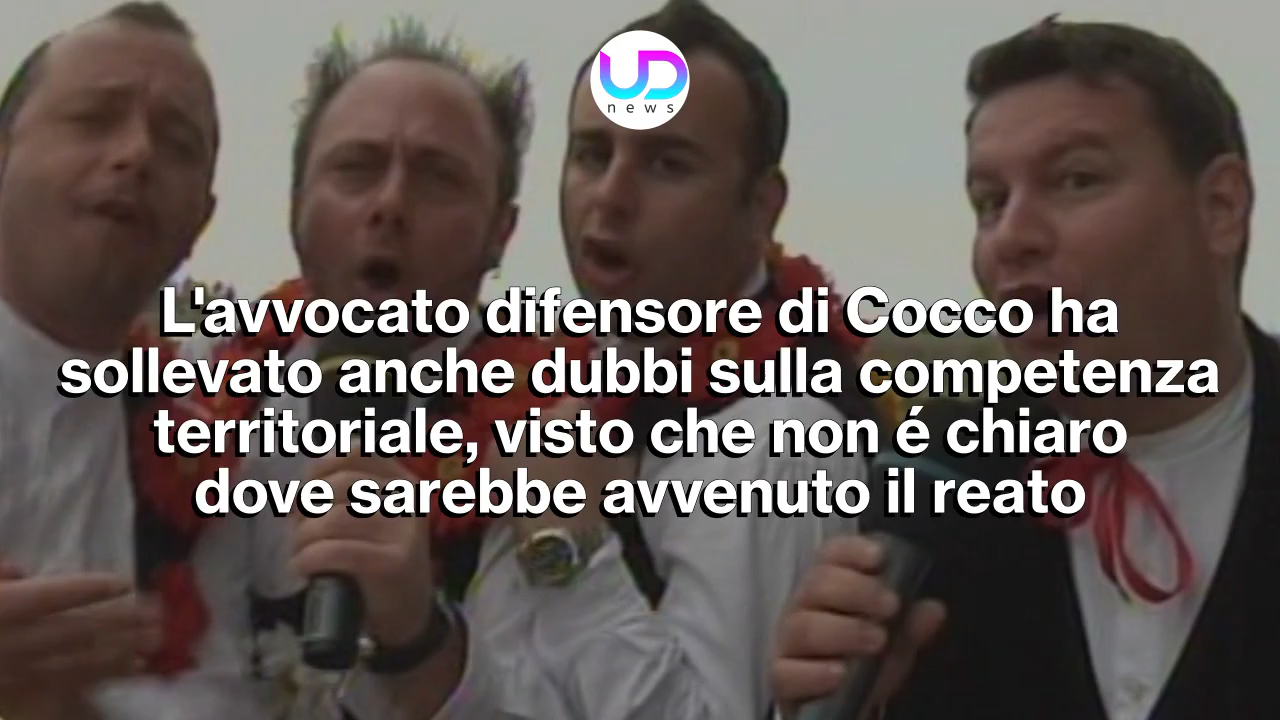 UD
news
L'avvocato difensore di Cocco ha
sollevato anche dubbi sulla competenza
territoriale, visto che non é chiaro
dove sarebbe avvenuto il reato